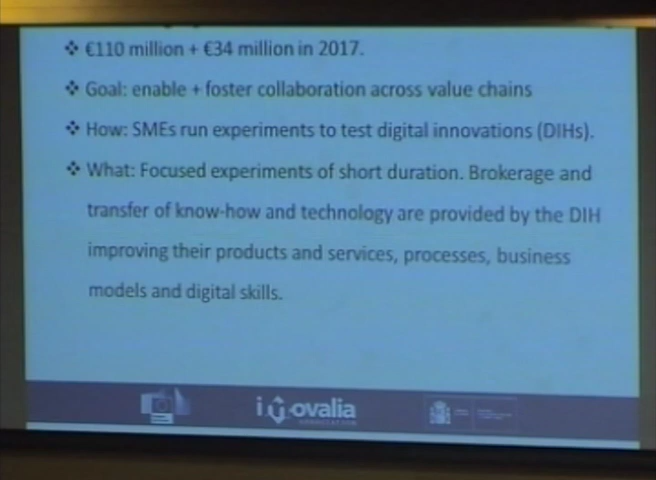 ❖ €110 million + €34 million in 2017.
❖ Goal: enable + foster collaboration across value chains
❖ How: SMEs run experiments to test digital innovations (DIHs).
❖ What: Focused experiments of short duration. Brokerage and
transfer of know-how and technology are provided by the DIH
improving their products and services, processes, business
models and digital skills.
innovalia